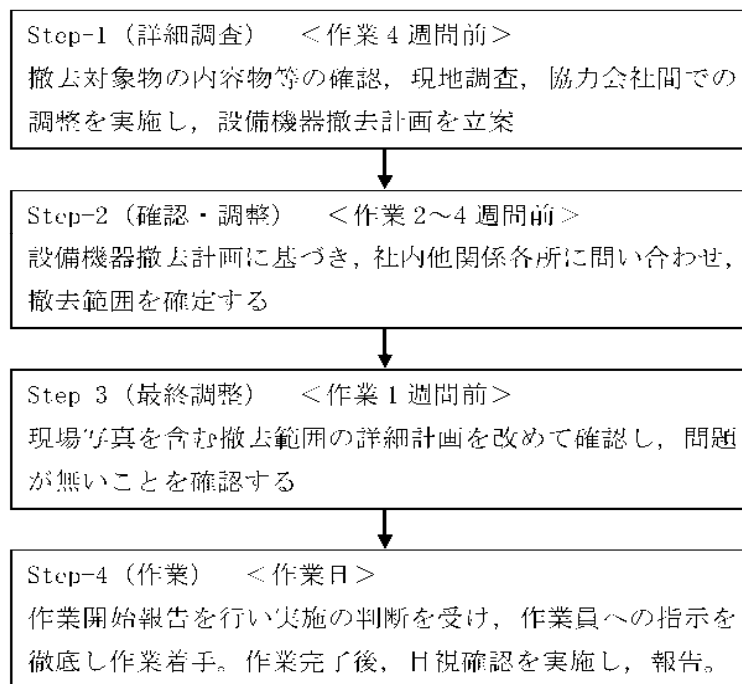 Step-1（詳細調査）　＜作業４週間前＞
撤去対象物の内容物等の確認，現地調査，協力会社間での
調整を実施し，設備機器撤去計画を立案
Step-2（確認・調整）　＜作業２～４週間前＞
設備機器撤去計画に基づき，社内他関係各所に問い合わせ，
撤去範囲を確定する
Step 3（最終調整）　＜作業１週間前＞
現場写真を含む撤去範囲の詳細計画を改めて確認し，問題
が無いことを確認する
Step-4（作業）　＜作業日＞
作業開始報告を行い実施の判断を受け，作業員への指示を
徹底し作業着手。作業完了後，目視確認を実施し，報告。